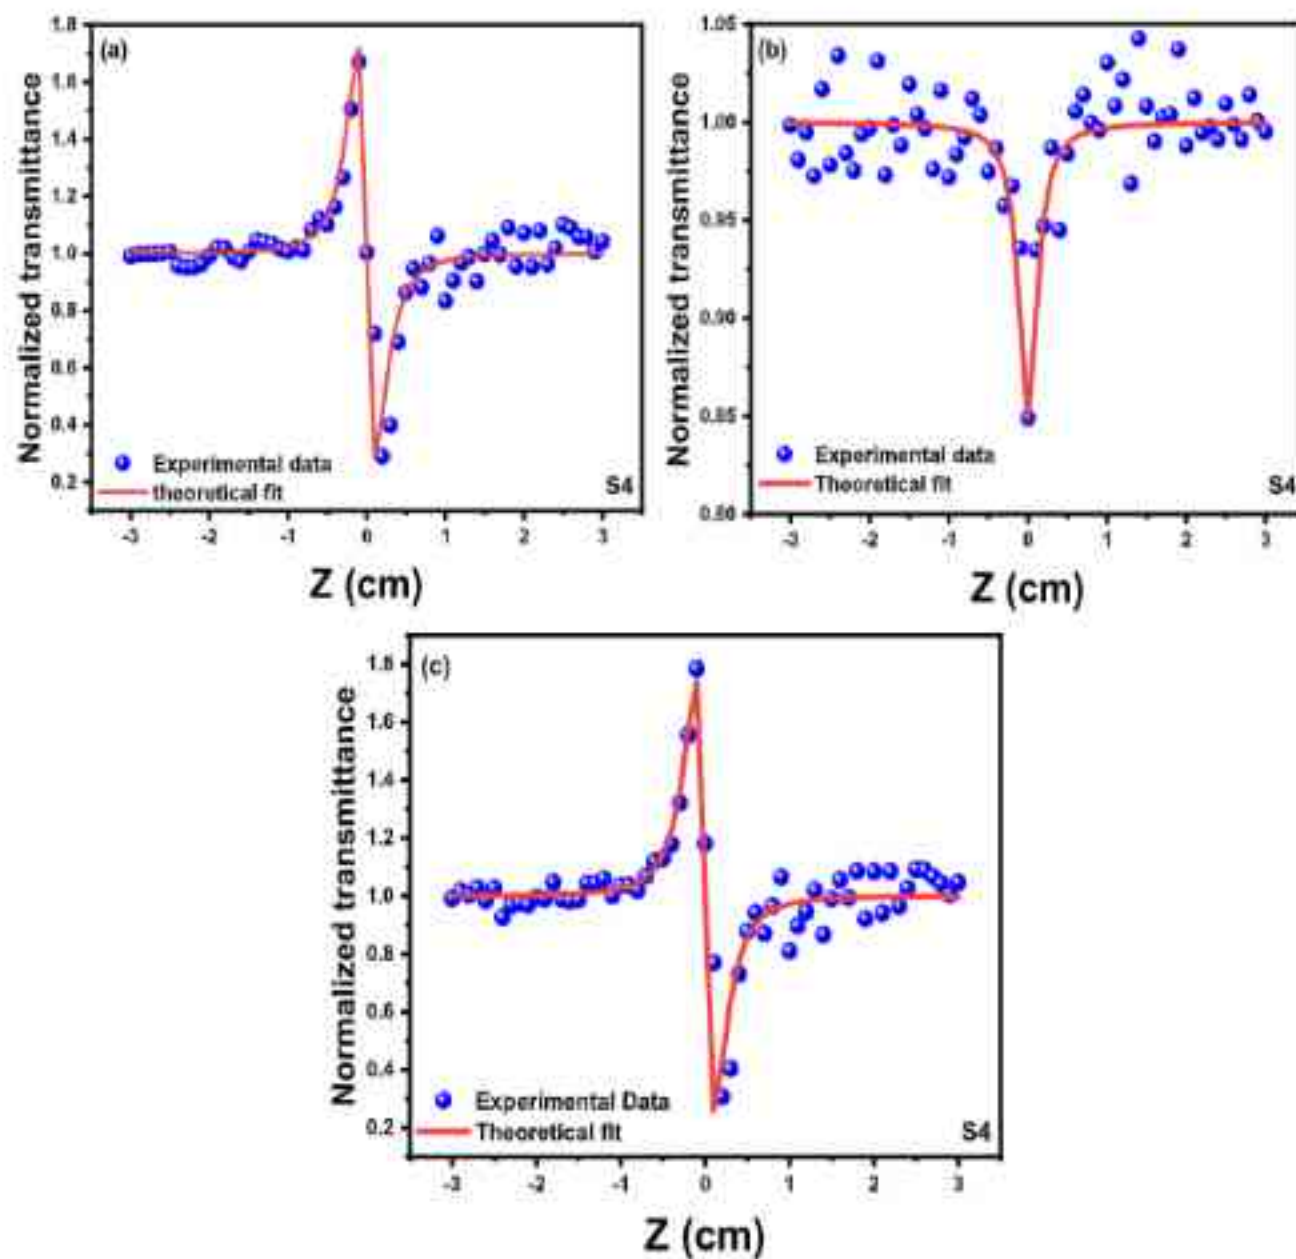 (a)
Normalized transmittance
1.8
1.6
1.4
1.2
1.0
0.8
0.6
0.4
0.2
Experimental data
theoretical fit
S4
-3 -2 -1 0 1 2 3
Z (cm)
(b)
Normalized transmittance
1.05
1.00
0.95
0.90
0.85
0.80
Experimental data
Theoretical fit
S4
-3 -2 -1 0 1 2 3
Z (cm)
(c)
Normalized transmittance
1.8
1.6
1.4
1.2
1.0
0.8
0.6
0.4
0.2
Experimental Data
Theoretical fit
S4
-3 -2 -1 0 1 2 3
Z (cm)